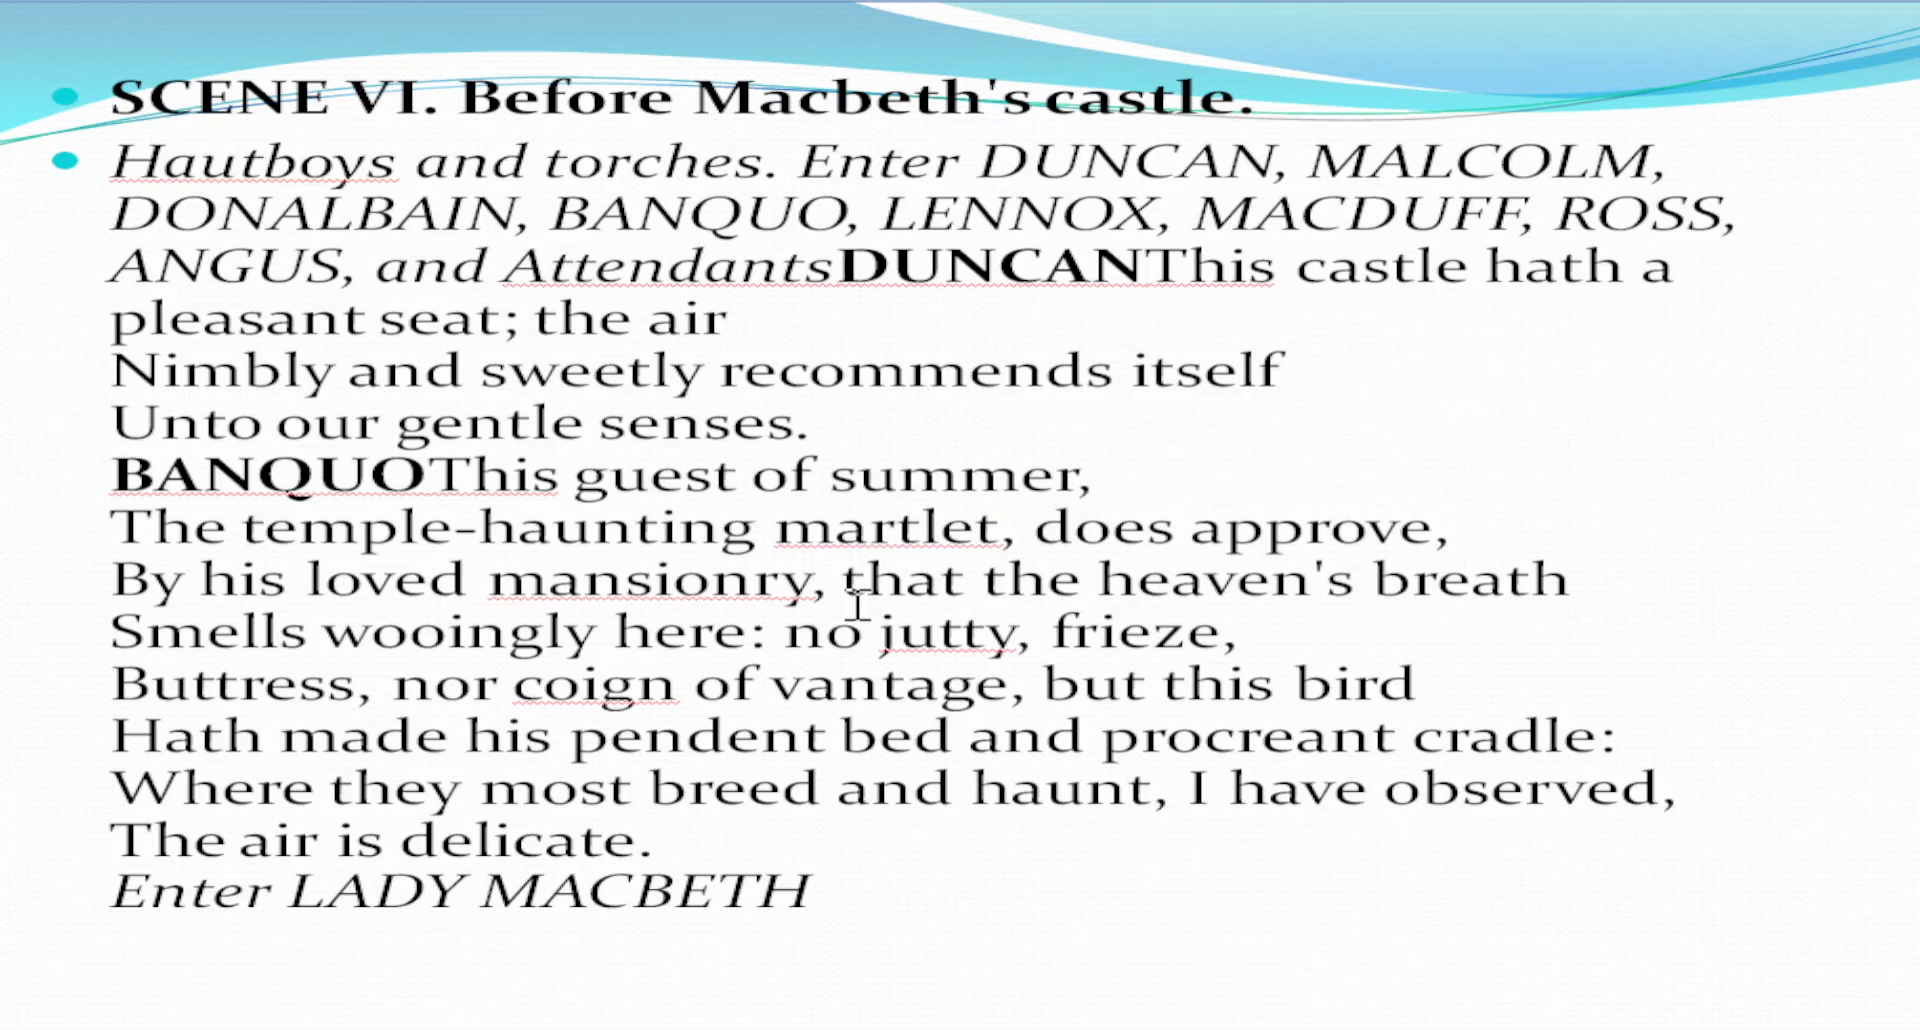 SCENE VI. Before Macbeth's castle.
Hautboys and torches. Enter DUNCAN, MALCOLM,
DONALBAIN, BANQUO, LENNOX, MACDUFF, ROSS,
ANGUS, and AttendantsDUNCANThis castle hath a
pleasant seat; the air
Nimbly and sweetly recommends itself
Unto our gentle senses.
BANQUOThis guest of summer,
The temple-haunting martlet, does approve,
By his loved mansionry, that the heaven's breath
Smells wooingly here: no jutty, frieze,
Buttress, nor coign of vantage, but this bird
Hath made his pendent bed and procreant cradle:
Where they most breed and haunt, I have observed,
The air is delicate.
Enter LADY MACBETH